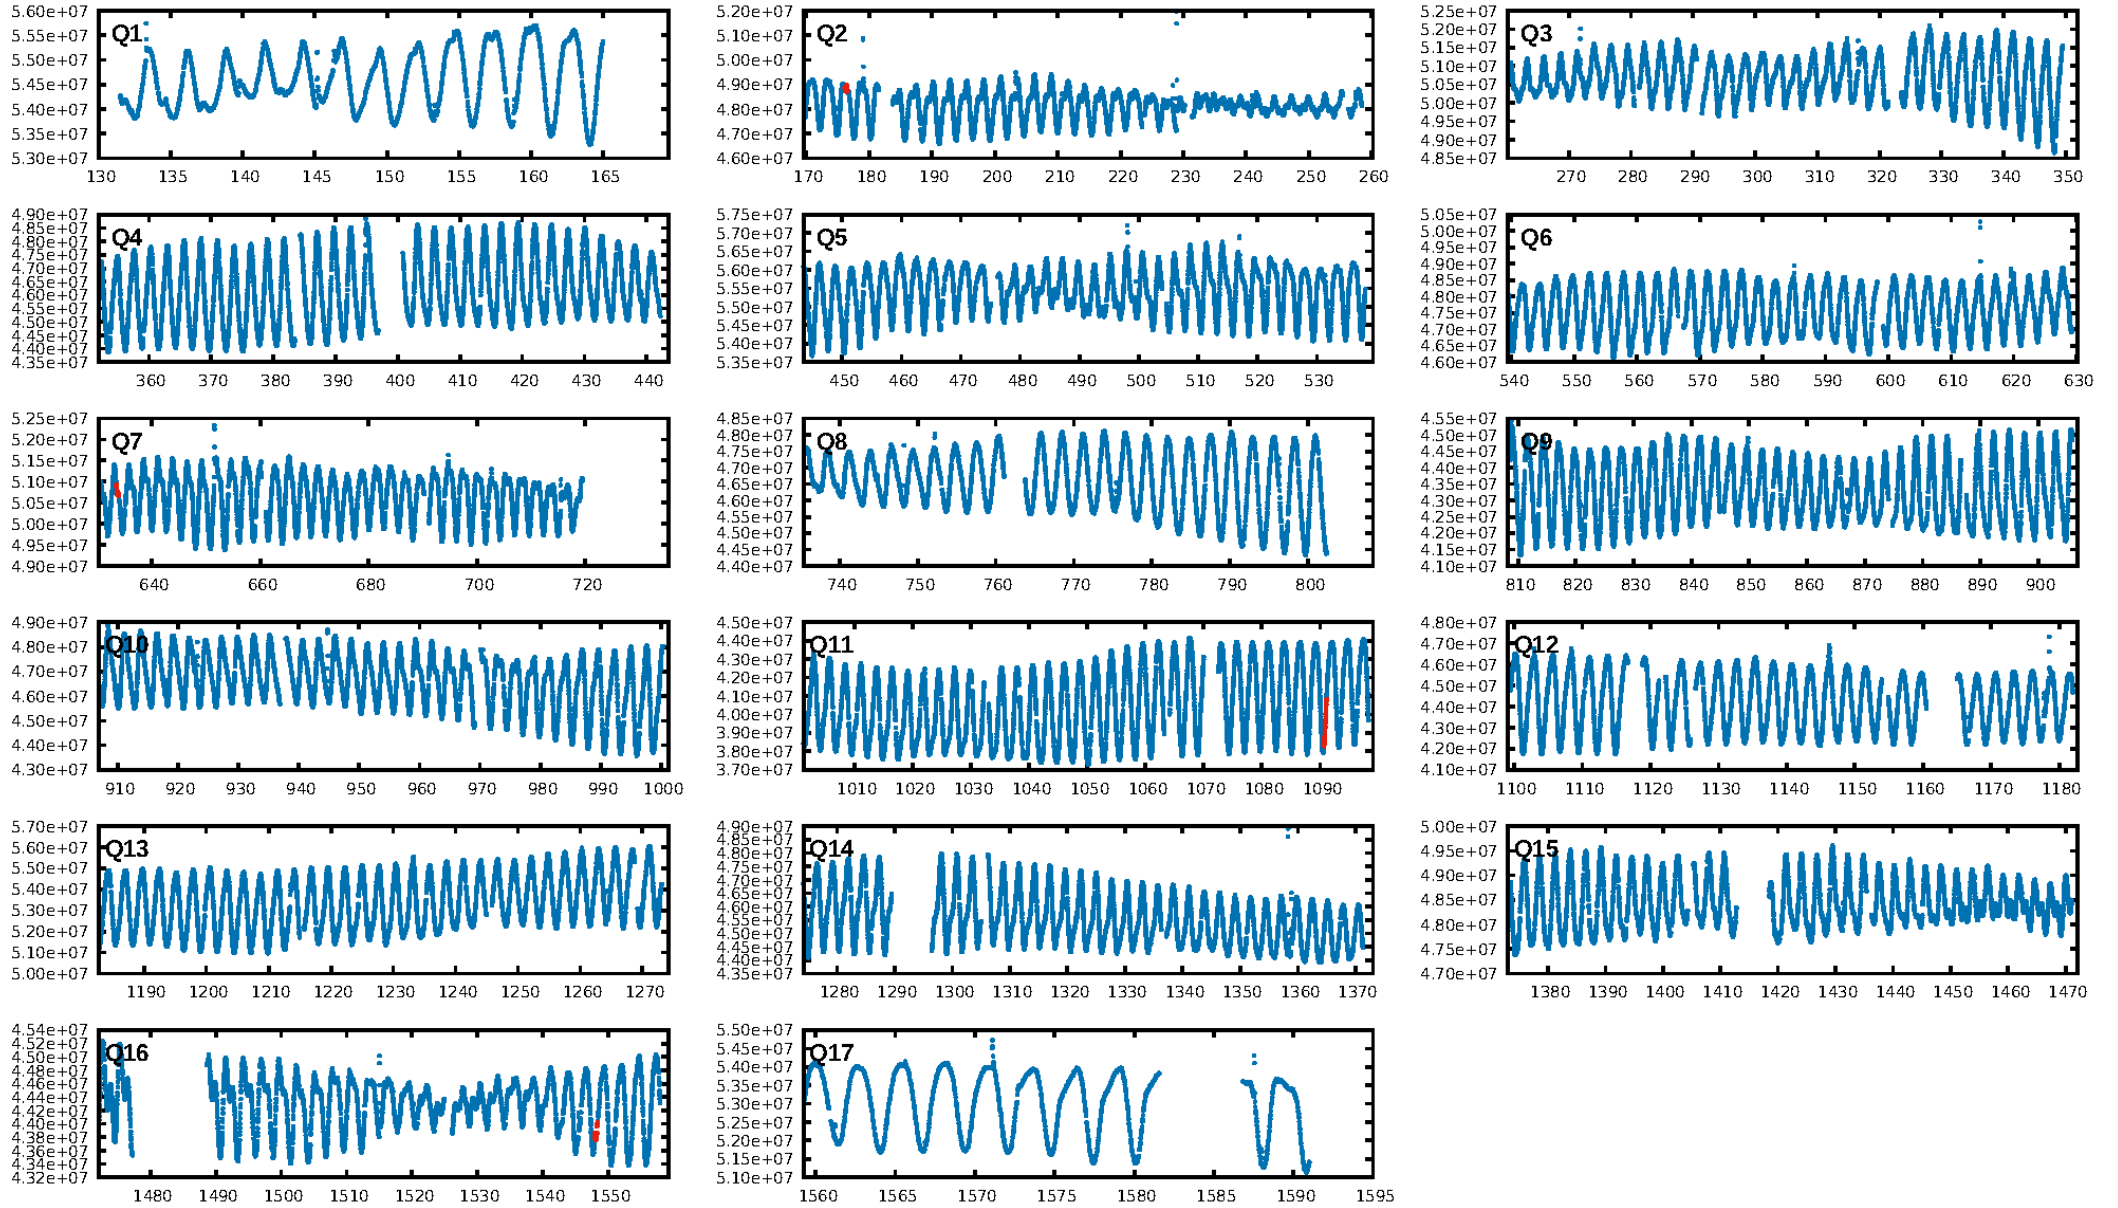 5.60e+07
5.55e+07
5.50e+07
5.45e+07
5.40e+07
5.35e+07
5.30e+07
Q1
130 135 140 145 150 155 160 165
5.20e+07
5.10e+07
5.00e+07
4.90e+07
4.80e+07
4.70e+07
4.60e+07
Q2
170 180 190 200 210 220 230 240 250 260
5.25e+07
5.20e+07
5.15e+07
5.10e+07
5.05e+07
5.00e+07
4.95e+07
4.90e+07
4.85e+07
Q3
270 280 290 300 310 320 330 340 350
4.90e+07
4.85e+07
4.80e+07
4.75e+07
4.70e+07
4.65e+07
4.60e+07
4.55e+07
4.50e+07
4.45e+07
4.40e+07
4.35e+07
Q4
360 370 380 390 400 410 420 430 440
5.75e+07
5.70e+07
5.65e+07
5.60e+07
5.55e+07
5.50e+07
5.45e+07
5.40e+07
5.35e+07
Q5
450 460 470 480 490 500 510 520 530
5.05e+07
5.00e+07
4.95e+07
4.90e+07
4.85e+07
4.80e+07
4.75e+07
4.70e+07
4.65e+07
4.60e+07
Q6
540 550 560 570 580 590 600 610 620 630
5.25e+07
5.20e+07
5.15e+07
5.10e+07
5.05e+07
5.00e+07
4.95e+07
4.90e+07
Q7
640 660 680 700 720
4.85e+07
4.80e+07
4.75e+07
4.70e+07
4.65e+07
4.60e+07
4.55e+07
4.50e+07
4.45e+07
4.40e+07
Q8
740 750 760 770 780 790 800
4.55e+07
4.50e+07
4.45e+07
4.40e+07
4.35e+07
4.30e+07
4.25e+07
4.20e+07
4.15e+07
4.10e+07
Q9
810 820 830 840 850 860 870 880 890 900
4.90e+07
4.80e+07
4.70e+07
4.60e+07
4.50e+07
4.40e+07
4.30e+07
Q10
910 920 930 940 950 960 970 980 990 1000
4.50e+07
4.40e+07
4.30e+07
4.20e+07
4.10e+07
4.00e+07
3.90e+07
3.80e+07
3.70e+07
Q11
1010 1020 1030 1040 1050 1060 1070 1080 1090
4.80e+07
4.70e+07
4.60e+07
4.50e+07
4.40e+07
4.30e+07
4.20e+07
4.10e+07
Q12
1100 1110 1120 1130 1140 1150 1160 1170 1180
5.70e+07
5.60e+07
5.50e+07
5.40e+07
5.30e+07
5.20e+07
5.10e+07
5.00e+07
Q13
1190 1200 1210 1220 1230 1240 1250 1260 1270
4.90e+07
4.85e+07
4.80e+07
4.75e+07
4.70e+07
4.65e+07
4.60e+07
4.55e+07
4.50e+07
4.45e+07
4.40e+07
4.35e+07
Q14
1280 1290 1300 1310 1320 1330 1340 1350 1360 1370
5.00e+07
4.95e+07
4.90e+07
4.85e+07
4.80e+07
4.75e+07
4.70e+07
Q15
1380 1390 1400 1410 1420 1430 1440 1450 1460 1470
4.54e+07
4.52e+07
4.50e+07
4.48e+07
4.46e+07
4.44e+07
4.42e+07
4.40e+07
4.38e+07
4.36e+07
4.34e+07
4.32e+07
Q16
1480 1490 1500 1510 1520 1530 1540 1550
5.50e+07
5.45e+07
5.40e+07
5.35e+07
5.30e+07
5.25e+07
5.20e+07
5.15e+07
5.10e+07
Q17
1560 1565 1570 1575 1580 1585 1590 1595